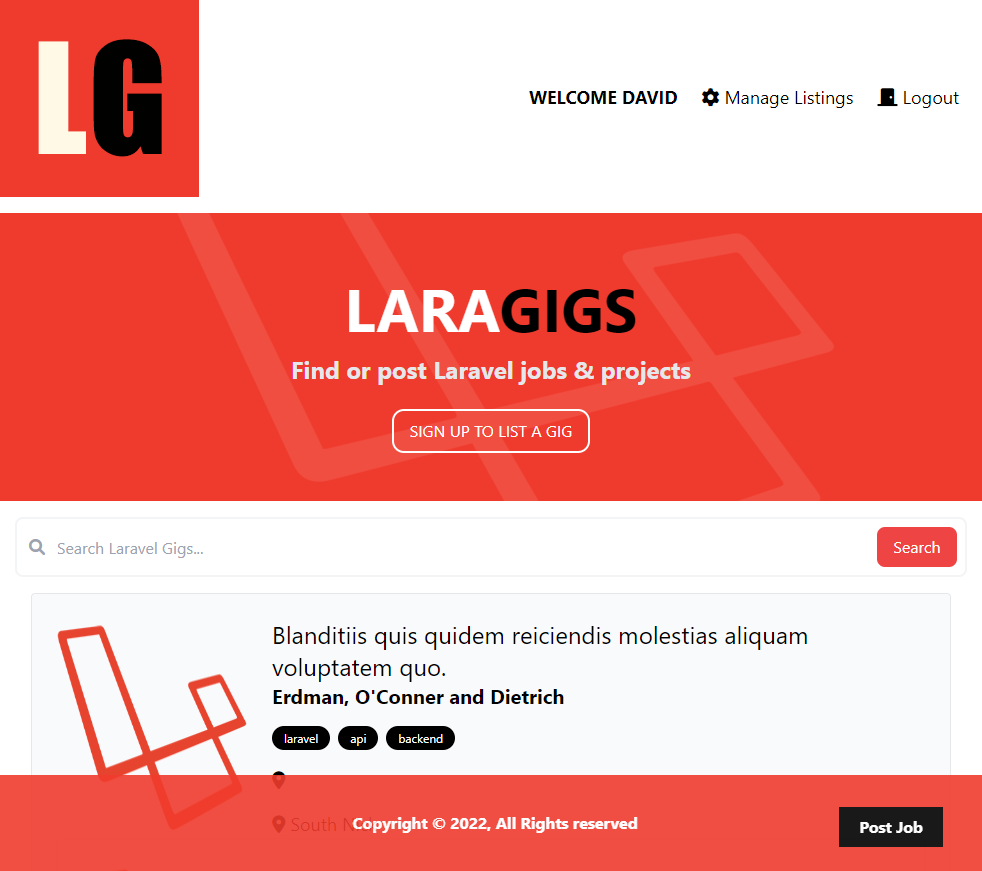 LG
WELCOME DAVID Manage Listings Logout
LARAGIGS
Find or post Laravel jobs & projects
SIGN UP TO LIST A GIG
Search Laravel Gigs... Search
Blanditiis quis quidem reiciendis molestias aliquam
voluptatem quo.
Erdman, O'Conner and Dietrich
laravel api backend
South
Copyright © 2022, All Rights reserved
Post Job